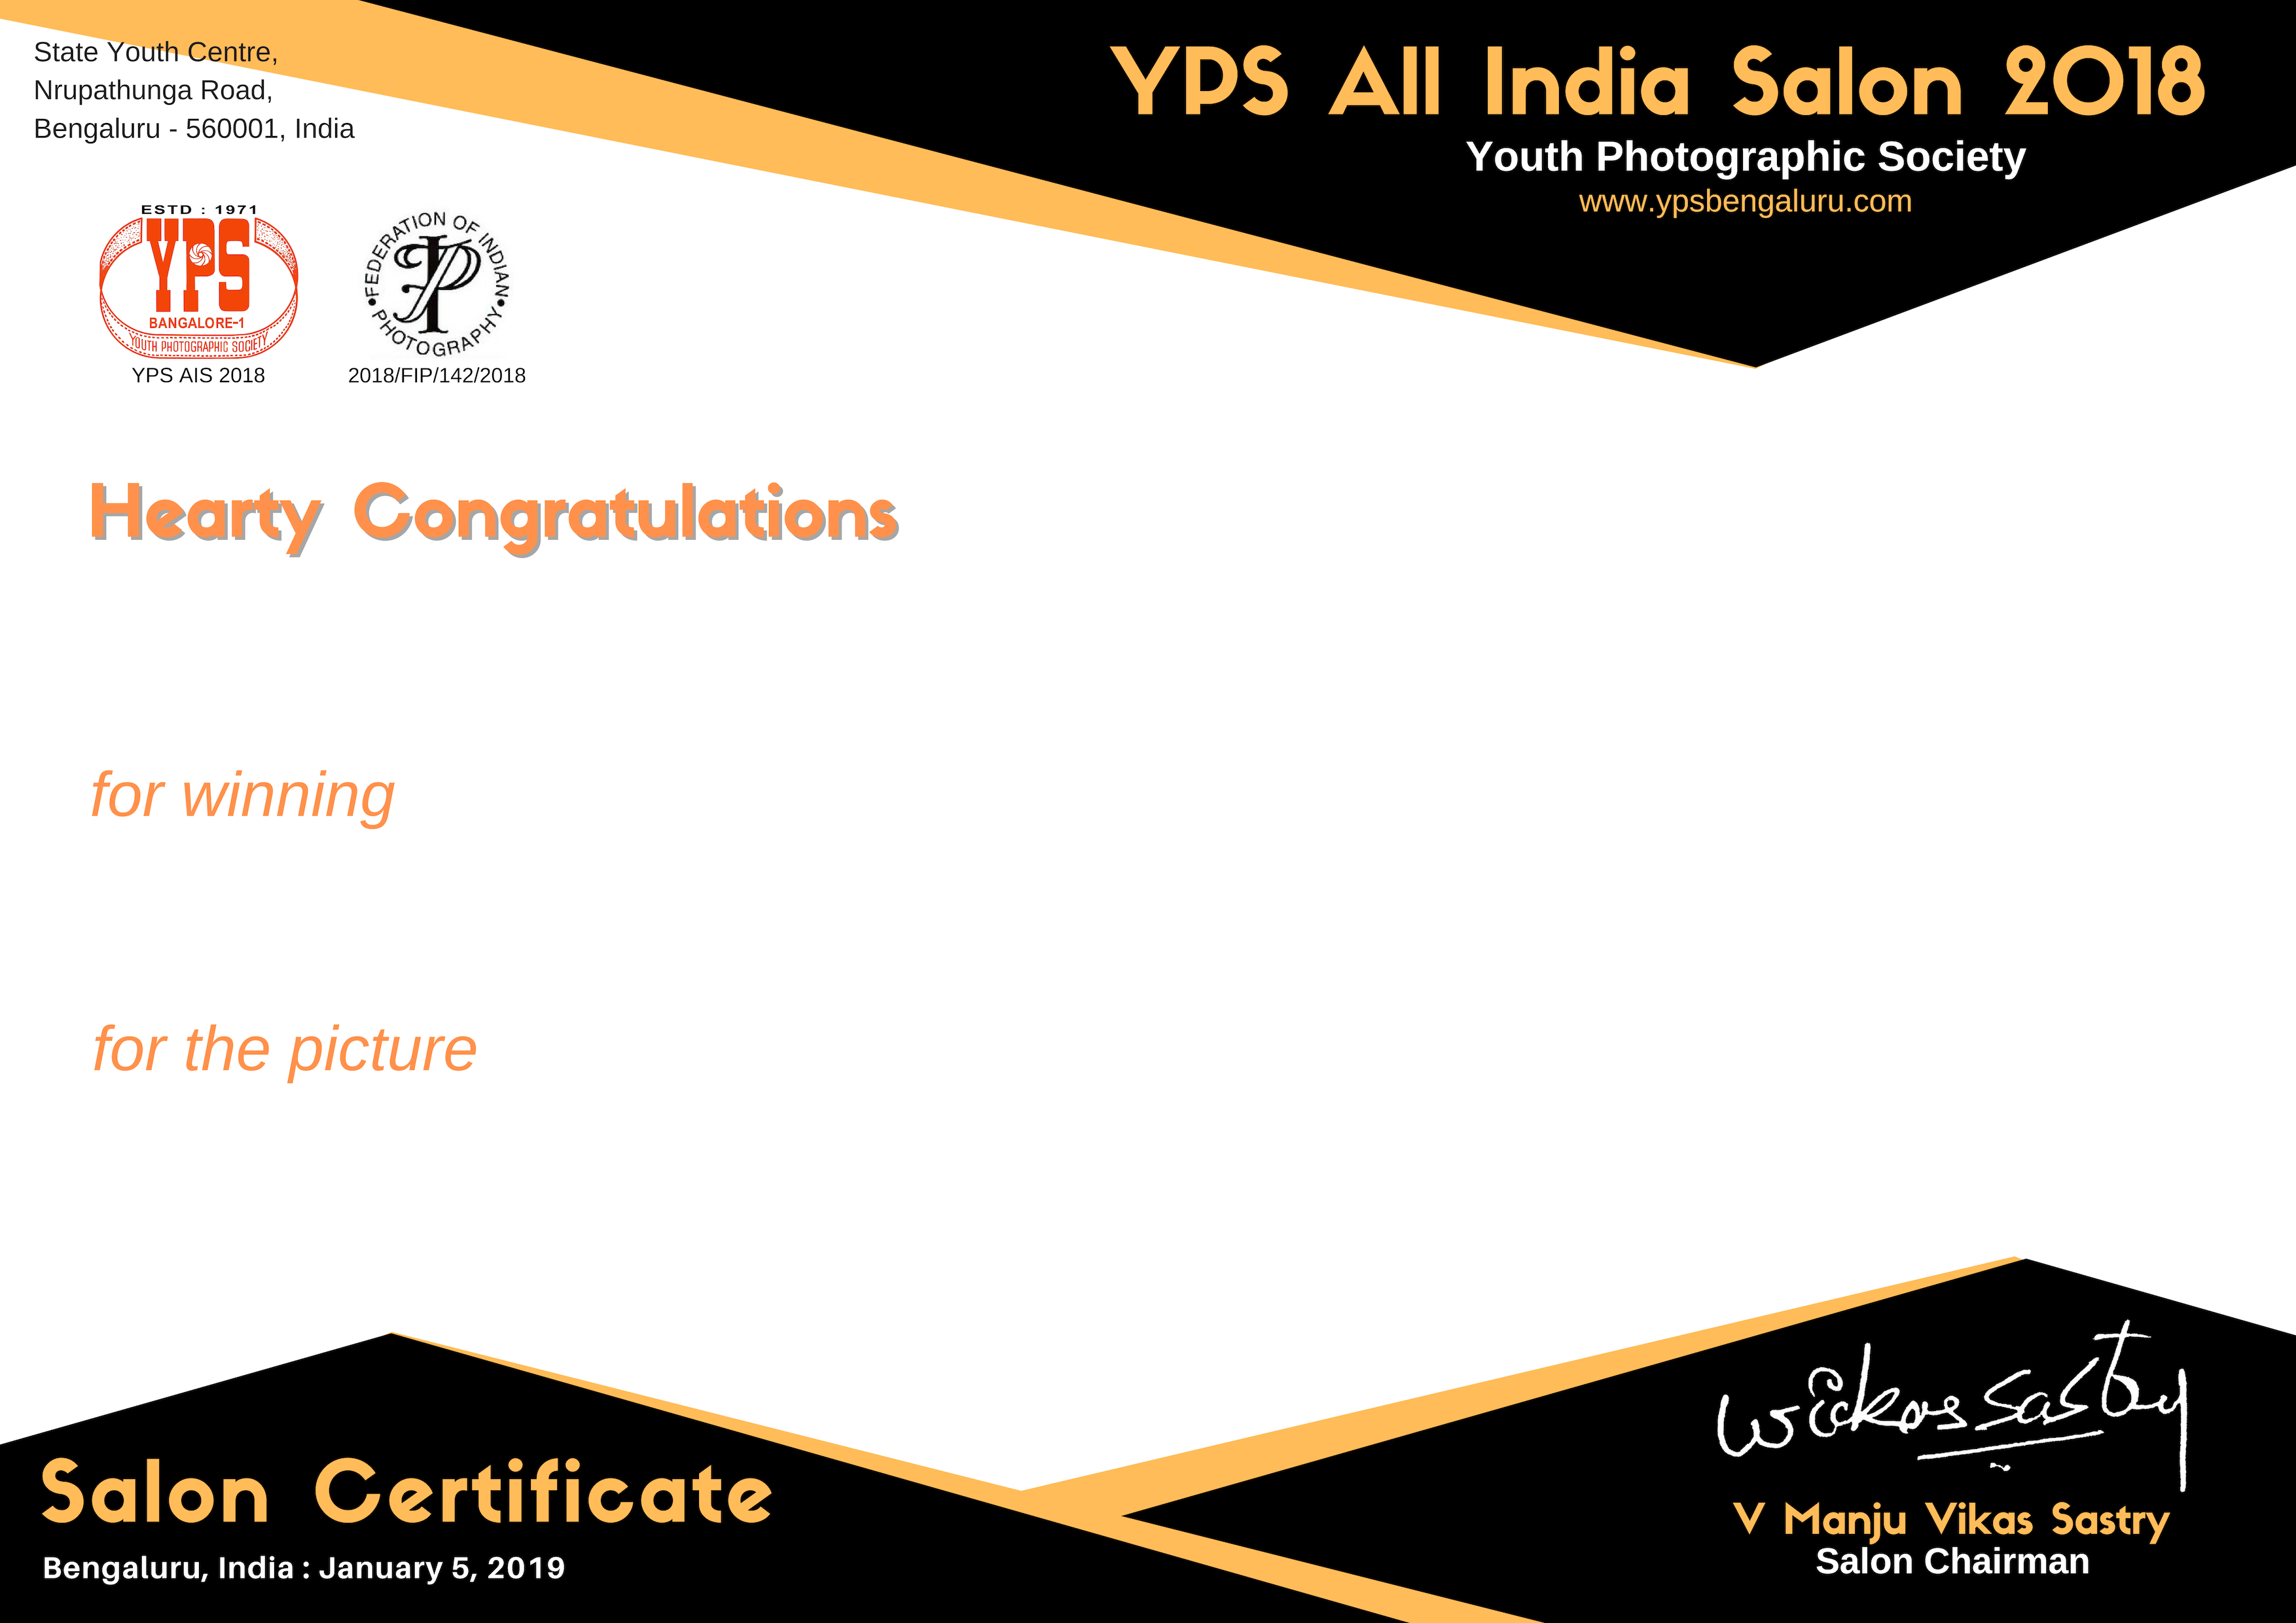 State Youth Centre,
Nrupathunga Road,
Bengaluru - 560001, India
YPS All India Salon 2018
Youth Photographic Society
www.ypsbengaluru.com
ESTD : 1971
YPS
BANGALORE-1
YOUTH PHOTOGRAPHIC SOCIETY
YPS AIS 2018
FEDERATION OF INDIAN
PHOTOGRAPHY
FIP
2018/FIP/142/2018
Hearty Congratulations
for winning
for the picture
Salon Certificate
Bengaluru, India : January 5, 2019
Wickas Sastry
V Manju Vikas Sastry
Salon Chairman